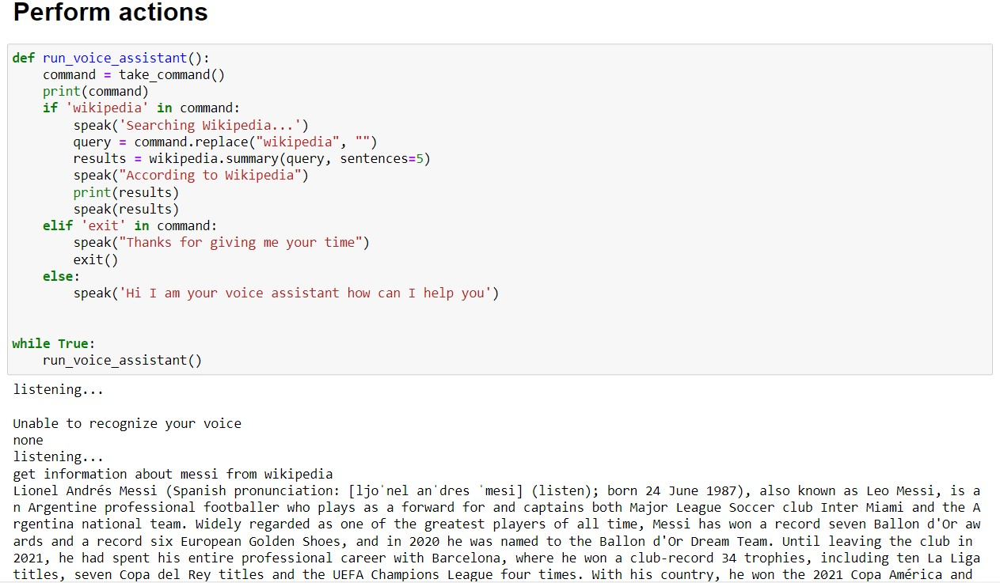 Perform actions
def run_voice_assistant():
    command = take_command()
    print(command)
    if 'wikipedia' in command:
        speak('Searching Wikipedia...')
        query = command.replace("wikipedia", "")
        results = wikipedia.summary(query, sentences=5)
        speak("According to Wikipedia")
        print(results)
        speak(results)
    elif 'exit' in command:
        speak("Thanks for giving me your time")
        exit()
    else:
        speak('Hi I am your voice assistant how can I help you')
while True:
    run_voice_assistant()
listening...
Unable to recognize your voice
none
listening...
get information about messi from wikipedia
Lionel Andrés Messi (Spanish pronunciation: [ljoˈnel anˈdɾes ˈmesi] (listen); born 24 June 1987), also known as Leo Messi, is a
n Argentine professional footballer who plays as a forward for and captains both Major League Soccer club Inter Miami and the A
rgentina national team. Widely regarded as one of the greatest players of all time, Messi has won a record seven Ballon d'Or aw
ards and a record six European Golden Shoes, and in 2020 he was named to the Ballon d'Or Dream Team. Until leaving the club in
2021, he had spent his entire professional career with Barcelona, where he won a club-record 34 trophies, including ten La Liga
titles, seven Copa del Rey titles and the UEFA Champions League four times. With his country, he won the 2021 Copa América and